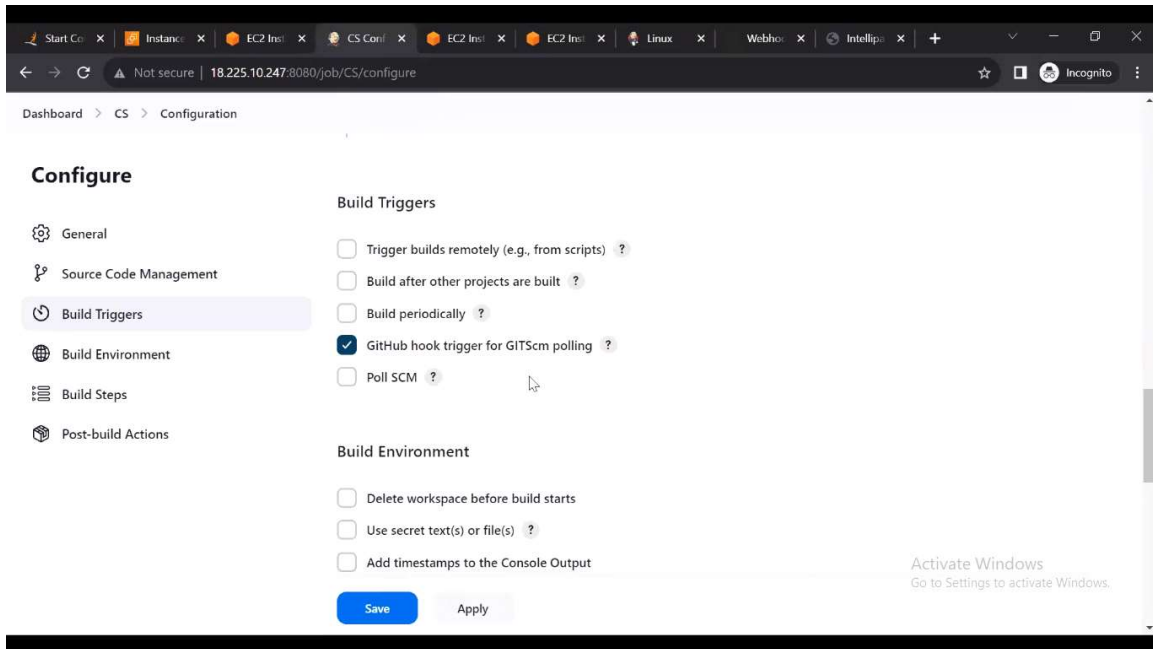 Start Co Instance EC2 Inst CS Conf EC2 Inst EC2 Inst Linux Webhoo Intellipa
Not secure | 18.225.10.247:8080/job/CS/configure Incognito
Dashboard > CS > Configuration
Configure
General
Source Code Management
Build Triggers
Build Environment
Build Steps
Post-build Actions
Build Triggers
Trigger builds remotely (e.g., from scripts) ?
Build after other projects are built ?
Build periodically ?
GitHub hook trigger for GITScm polling ?
Poll SCM ?
Build Environment
Delete workspace before build starts
Use secret text(s) or file(s) ?
Add timestamps to the Console Output
Save Apply
Activate Windows
Go to Settings to activate Windows.